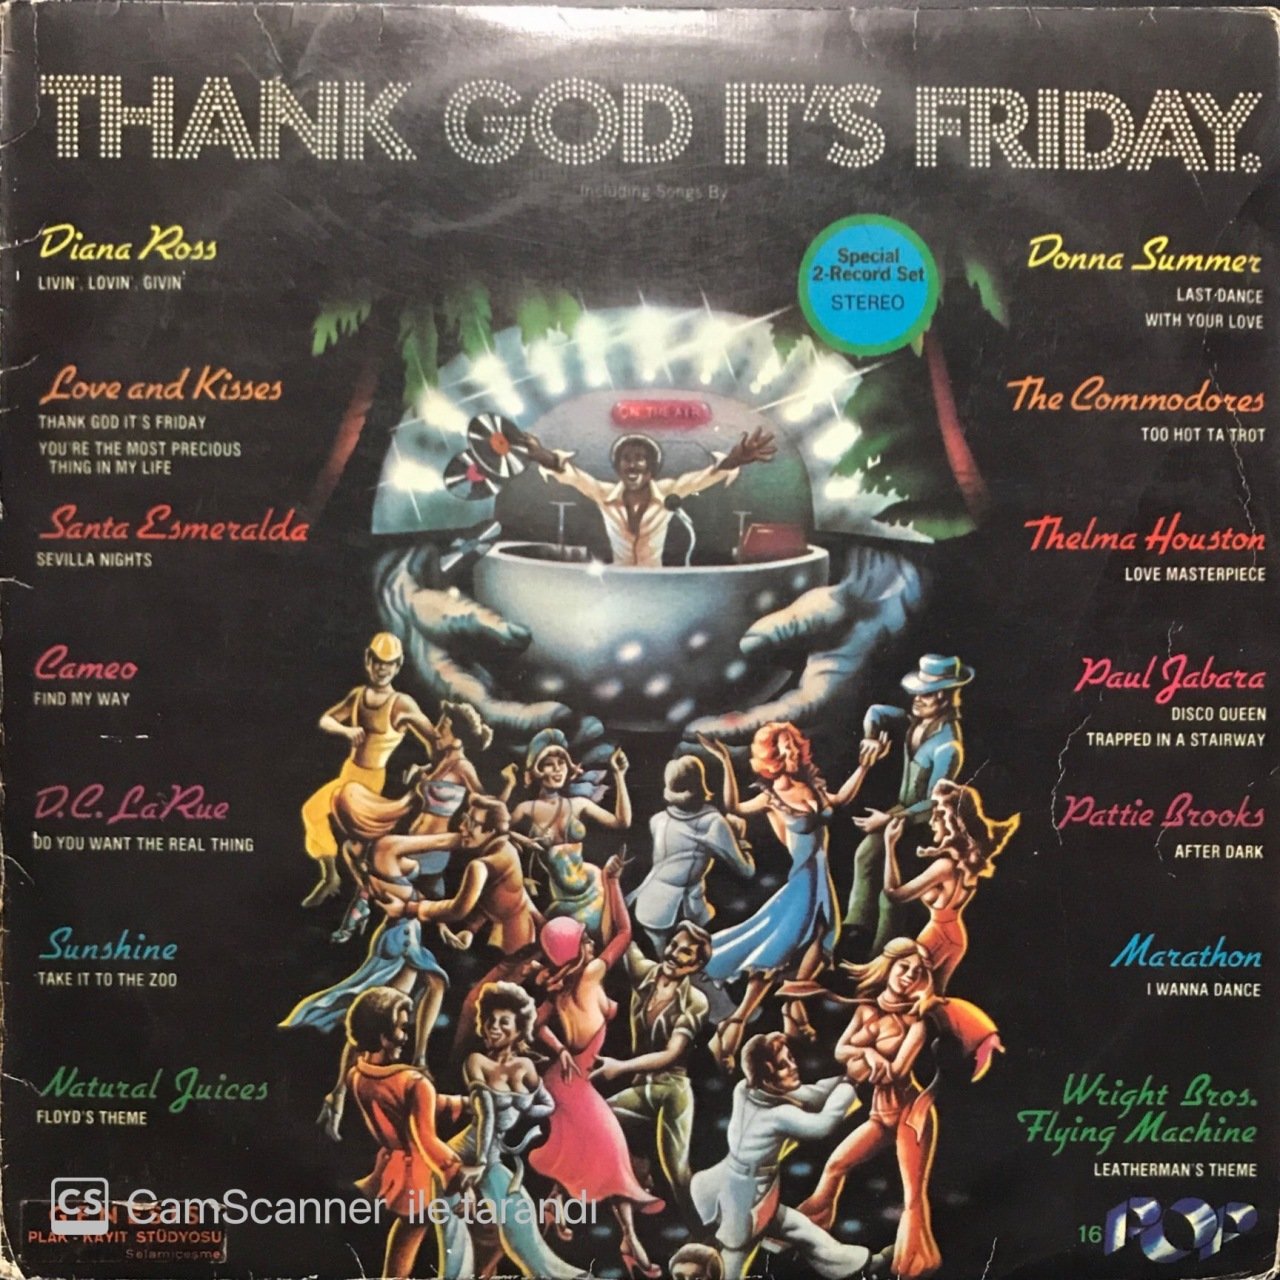 THANK GOD IT'S FRIDAY.
Including Songs By
Diana Ross
LIVIN', LOVIN', GIVIN'
Love and Kisses
THANK GOD IT'S FRIDAY
YOU'RE THE MOST PRECIOUS
THING IN MY LIFE
Santa Esmeralda
SEVILLA NIGHTS
Cameo
FIND MY WAY
D.C. LaRue
DO YOU WANT THE REAL THING
Sunshine
TAKE IT TO THE ZOO
Natural Juices
FLOYD'S THEME
Special
2-Record Set
STEREO
ON THE AIR
Donna Summer
LAST DANCE
WITH YOUR LOVE
The Commodores
TOO HOT TA TROT
Thelma Houston
LOVE MASTERPIECE
Paul Jabara
DISCO QUEEN
TRAPPED IN A STAIRWAY
Pattie Brooks
AFTER DARK
Marathon
I WANNA DANCE
Wright Bros.
Flying Machine
LEATHERMAN'S THEME
CS CamScanner ile tarandı
PLAK KAYIT STÜDYOSU
Selamiçeşme
16 POP